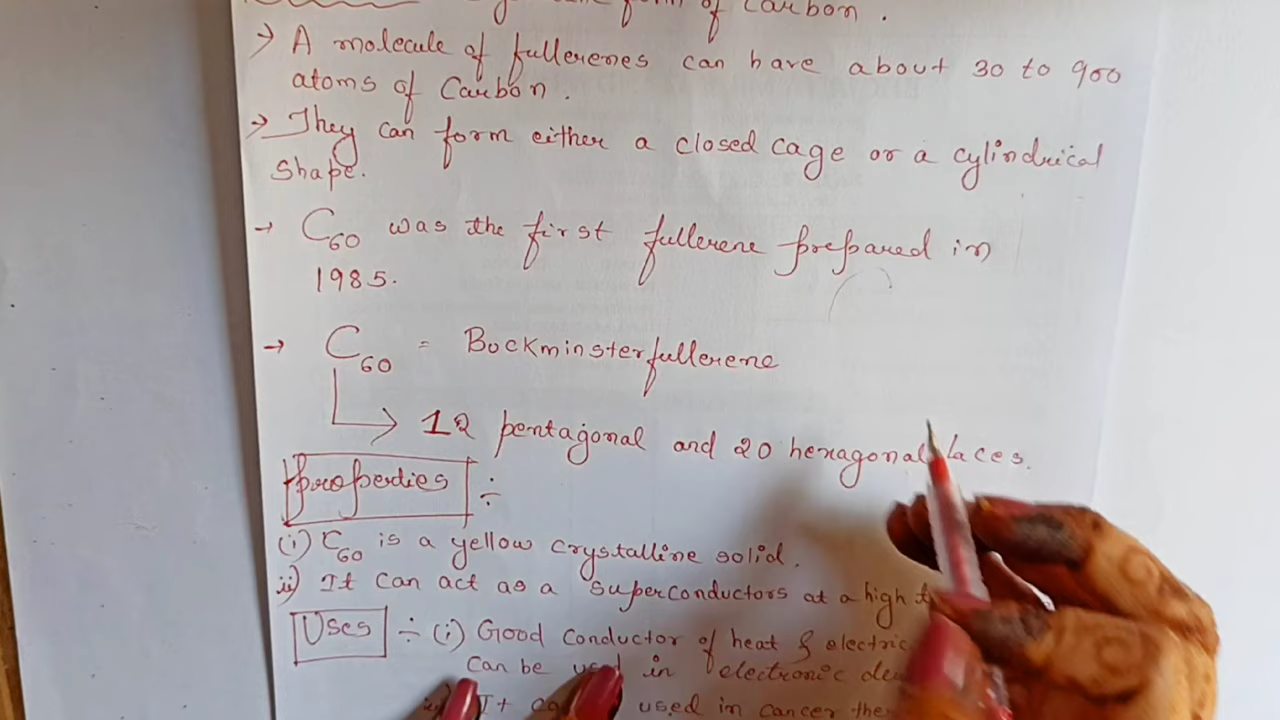 of Carbon.
→ A molecule of fullerenes can have about 30 to 900
atoms of Carbon.
→ They can form either a closed cage or a cylindrical
shape.
→ C60 was the first fullerene prepared in
1985.
→ C60 = Buckminsterfullerene
12 pentagonal and 20 hexagonal faces.
Properties ÷
(i) C60 is a yellow crystalline solid.
ii) It can act as a superconductors at a high
Uses ÷ (i) Good conductor of heat & electric
can be used in electronic
It used in cancer